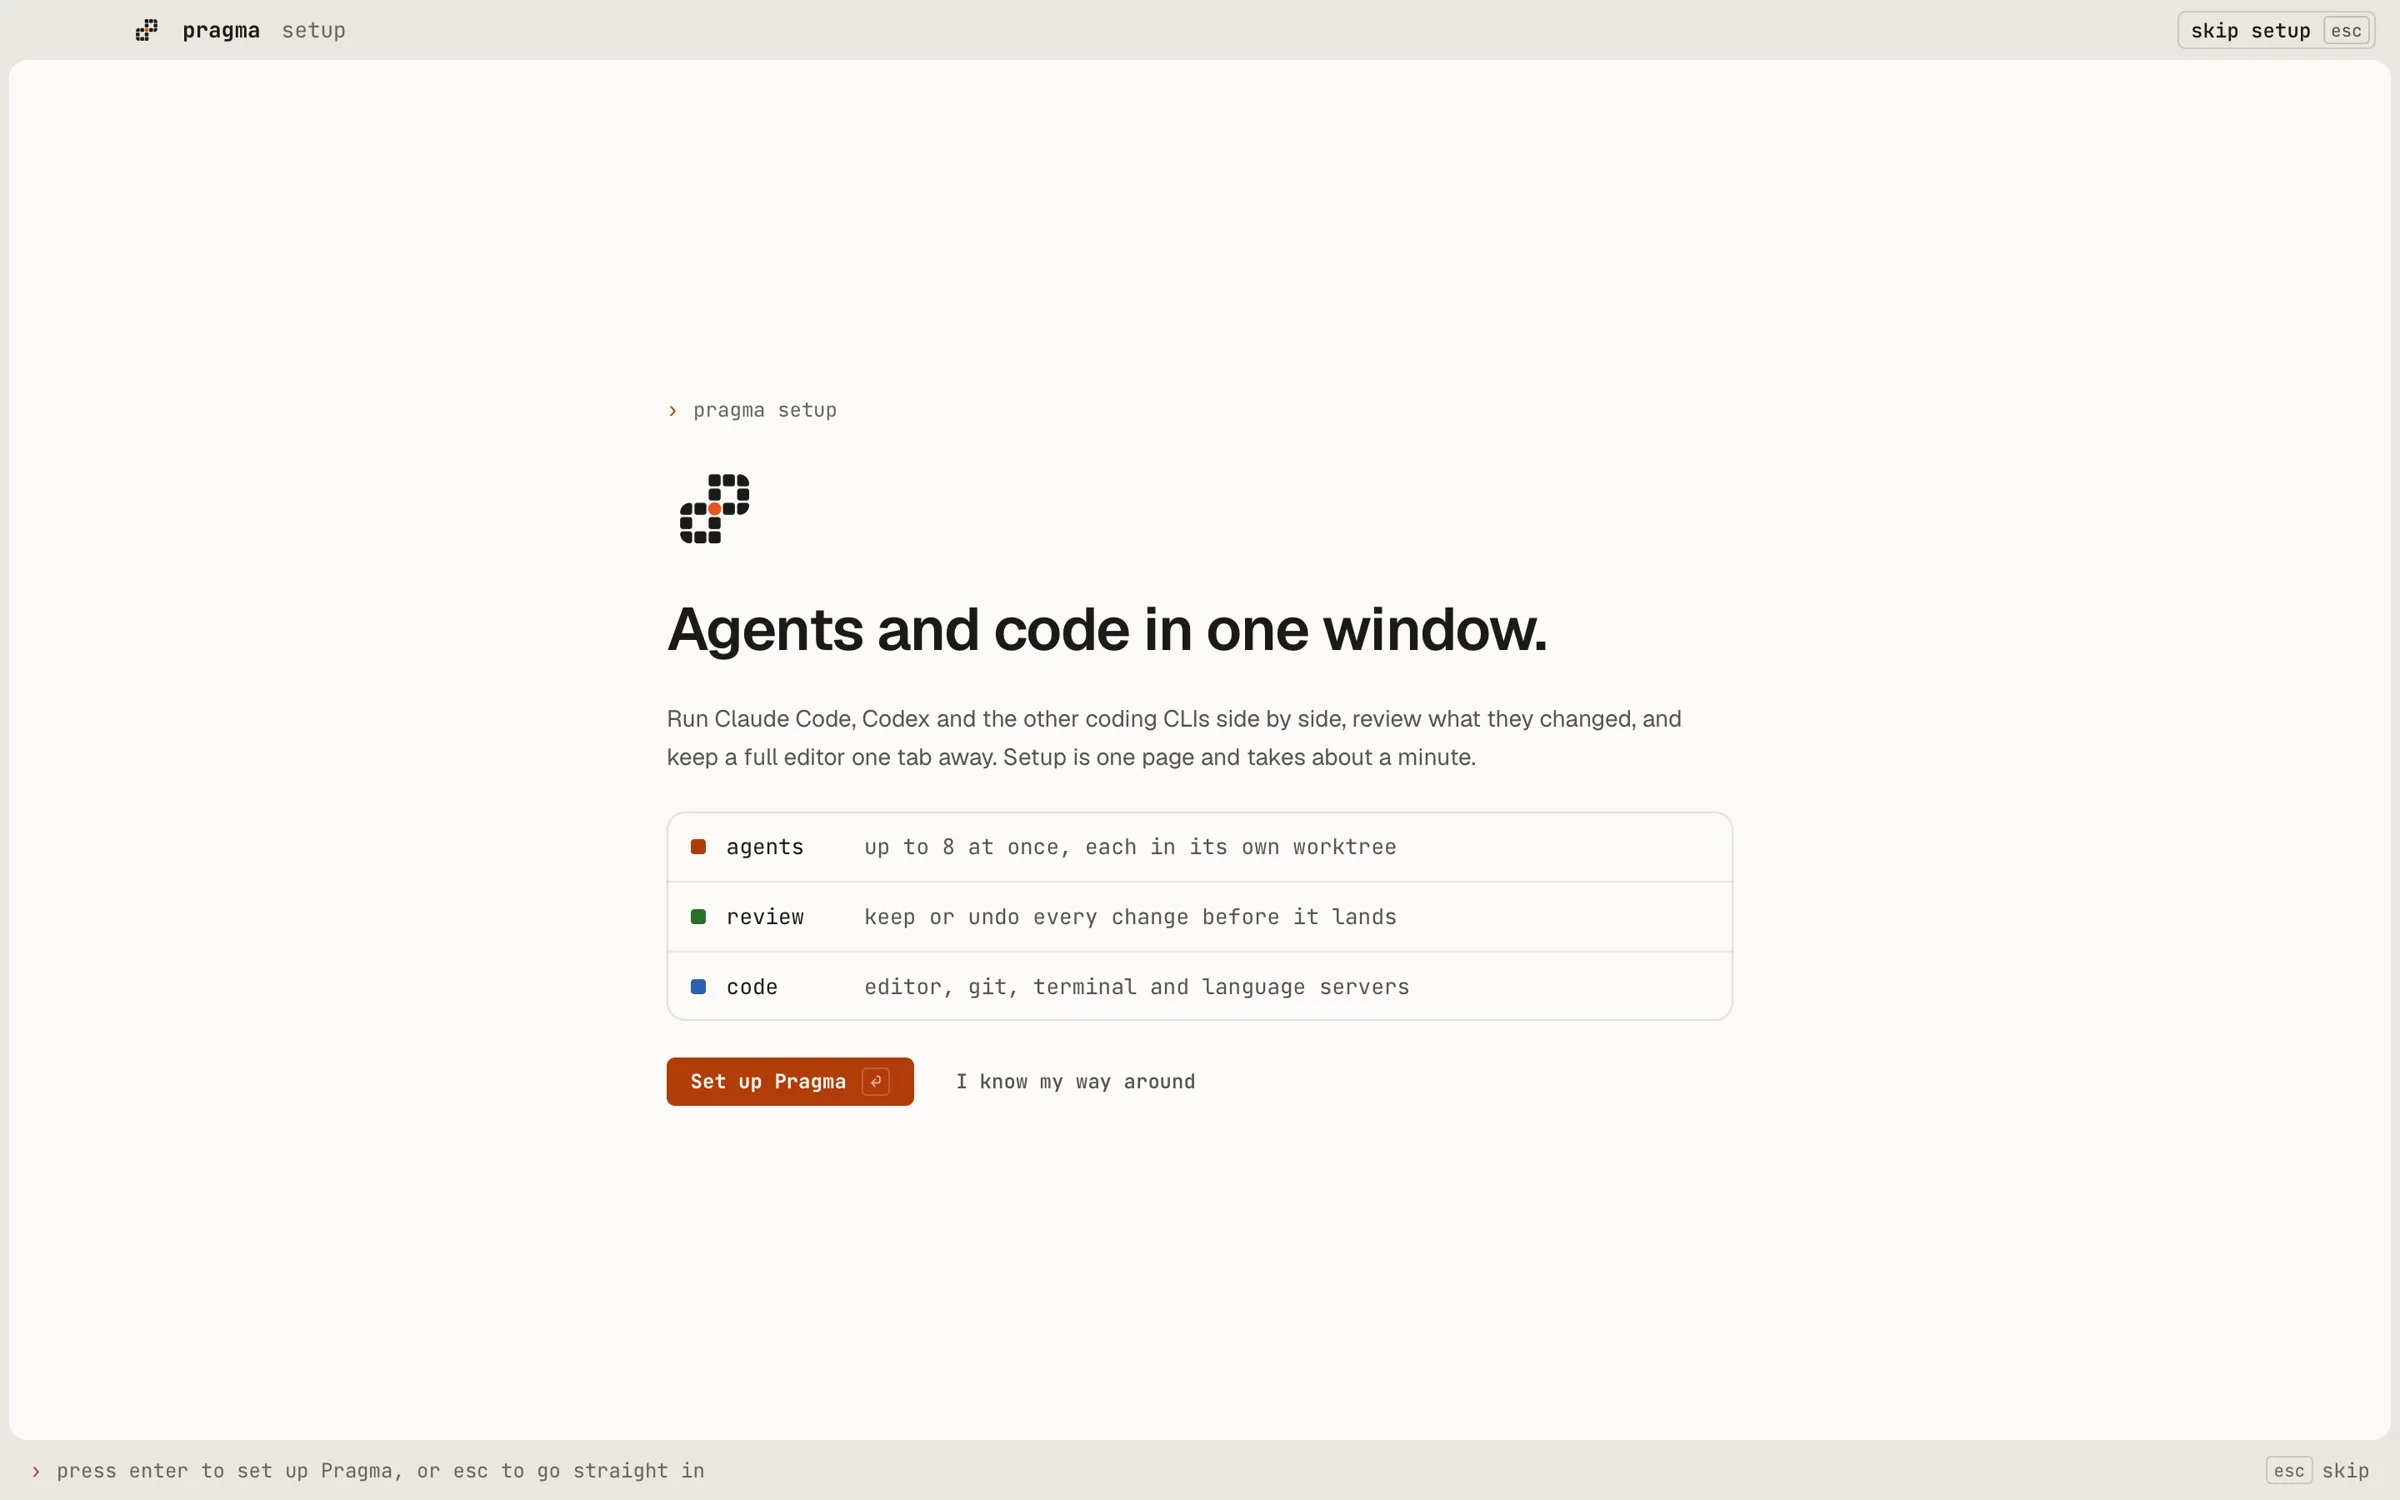 pragma setup
skip setup esc
› pragma setup
Agents and code in one window.
Run Claude Code, Codex and the other coding CLIs side by side, review what they changed, and
keep a full editor one tab away. Setup is one page and takes about a minute.
agents up to 8 at once, each in its own worktree
review keep or undo every change before it lands
code editor, git, terminal and language servers
Set up Pragma I know my way around
› press enter to set up Pragma, or esc to go straight in
esc skip